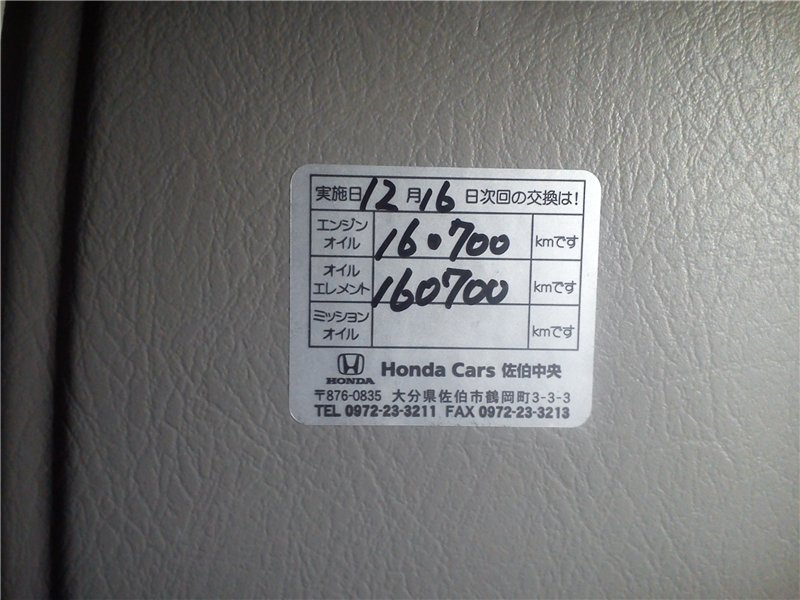 実施日12月16日次回の交換は!
エンジンオイル 160700 kmです
オイルエレメント 160700 kmです
ミッションオイル kmです
HONDA Honda Cars 佐伯中央
〒876-0835 大分県佐伯市鶴岡町3-3-3
TEL 0972-23-3211 FAX 0972-23-3213